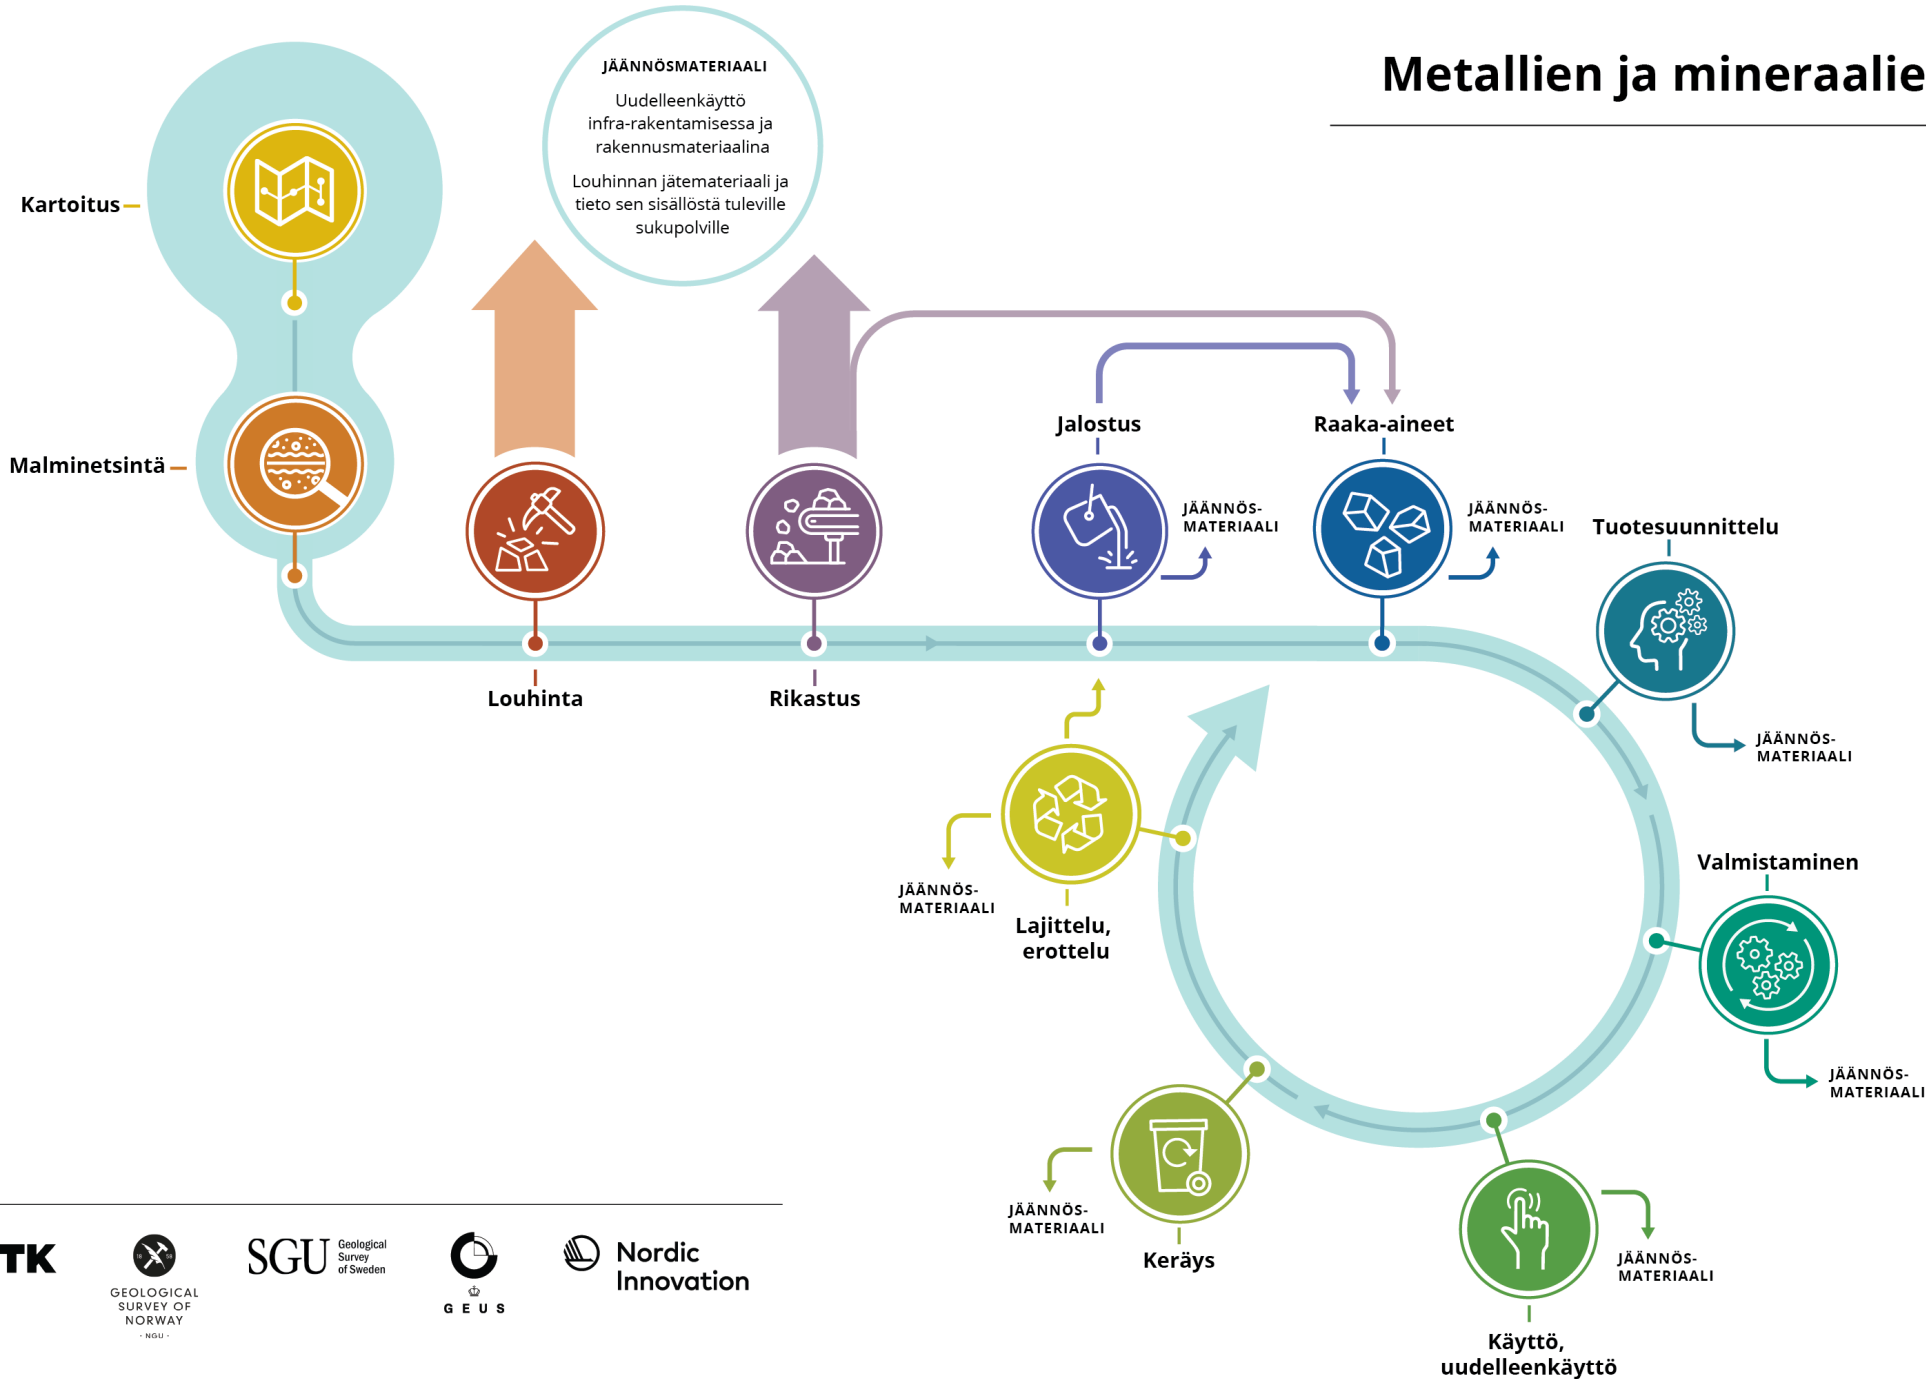 Metallien ja mineraalie
JÄÄNNÖSMATERIAALI
Uudelleenkäyttö
infra-rakentamisessa ja
rakennusmateriaalina
Louhinnan jätemateriaali ja
tieto sen sisällöstä tuleville
sukupolville
Kartoitus
Malminetsintä
Louhinta
Rikastus
Jalostus
JÄÄNNÖS-
MATERIAALI
Raaka-aineet
JÄÄNNÖS-
MATERIAALI
Tuotesuunnittelu
JÄÄNNÖS-
MATERIAALI
Valmistaminen
JÄÄNNÖS-
MATERIAALI
Käyttö,
uudelleenkäyttö
JÄÄNNÖS-
MATERIAALI
Keräys
JÄÄNNÖS-
MATERIAALI
Lajittelu,
erottelu
JÄÄNNÖS-
MATERIAALI
TK
18 58
GEOLOGICAL
SURVEY OF
NORWAY
- NGU -
SGU
Geological
Survey
of Sweden
GEUS
Nordic
Innovation